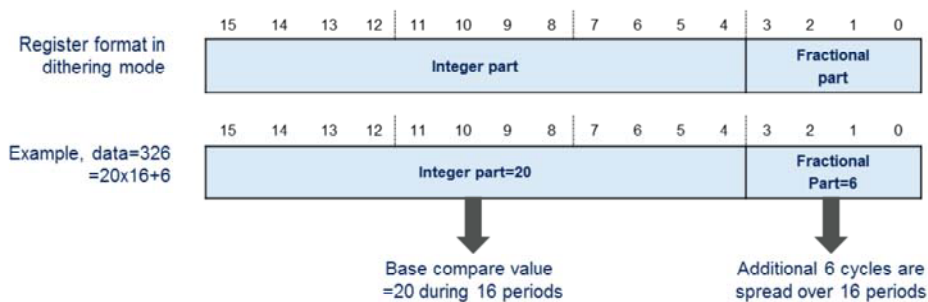 15 14 13 12 11 10 9 8 7 6 5 4 3 2 1 0
Register format in
dithering mode
Integer part
Fractional
part
15 14 13 12 11 10 9 8 7 6 5 4 3 2 1 0
Example, data=326
=20x16+6
Integer part=20
Fractional
Part=6
Base compare value
=20 during 16 periods
Additional 6 cycles are
spread over 16 periods